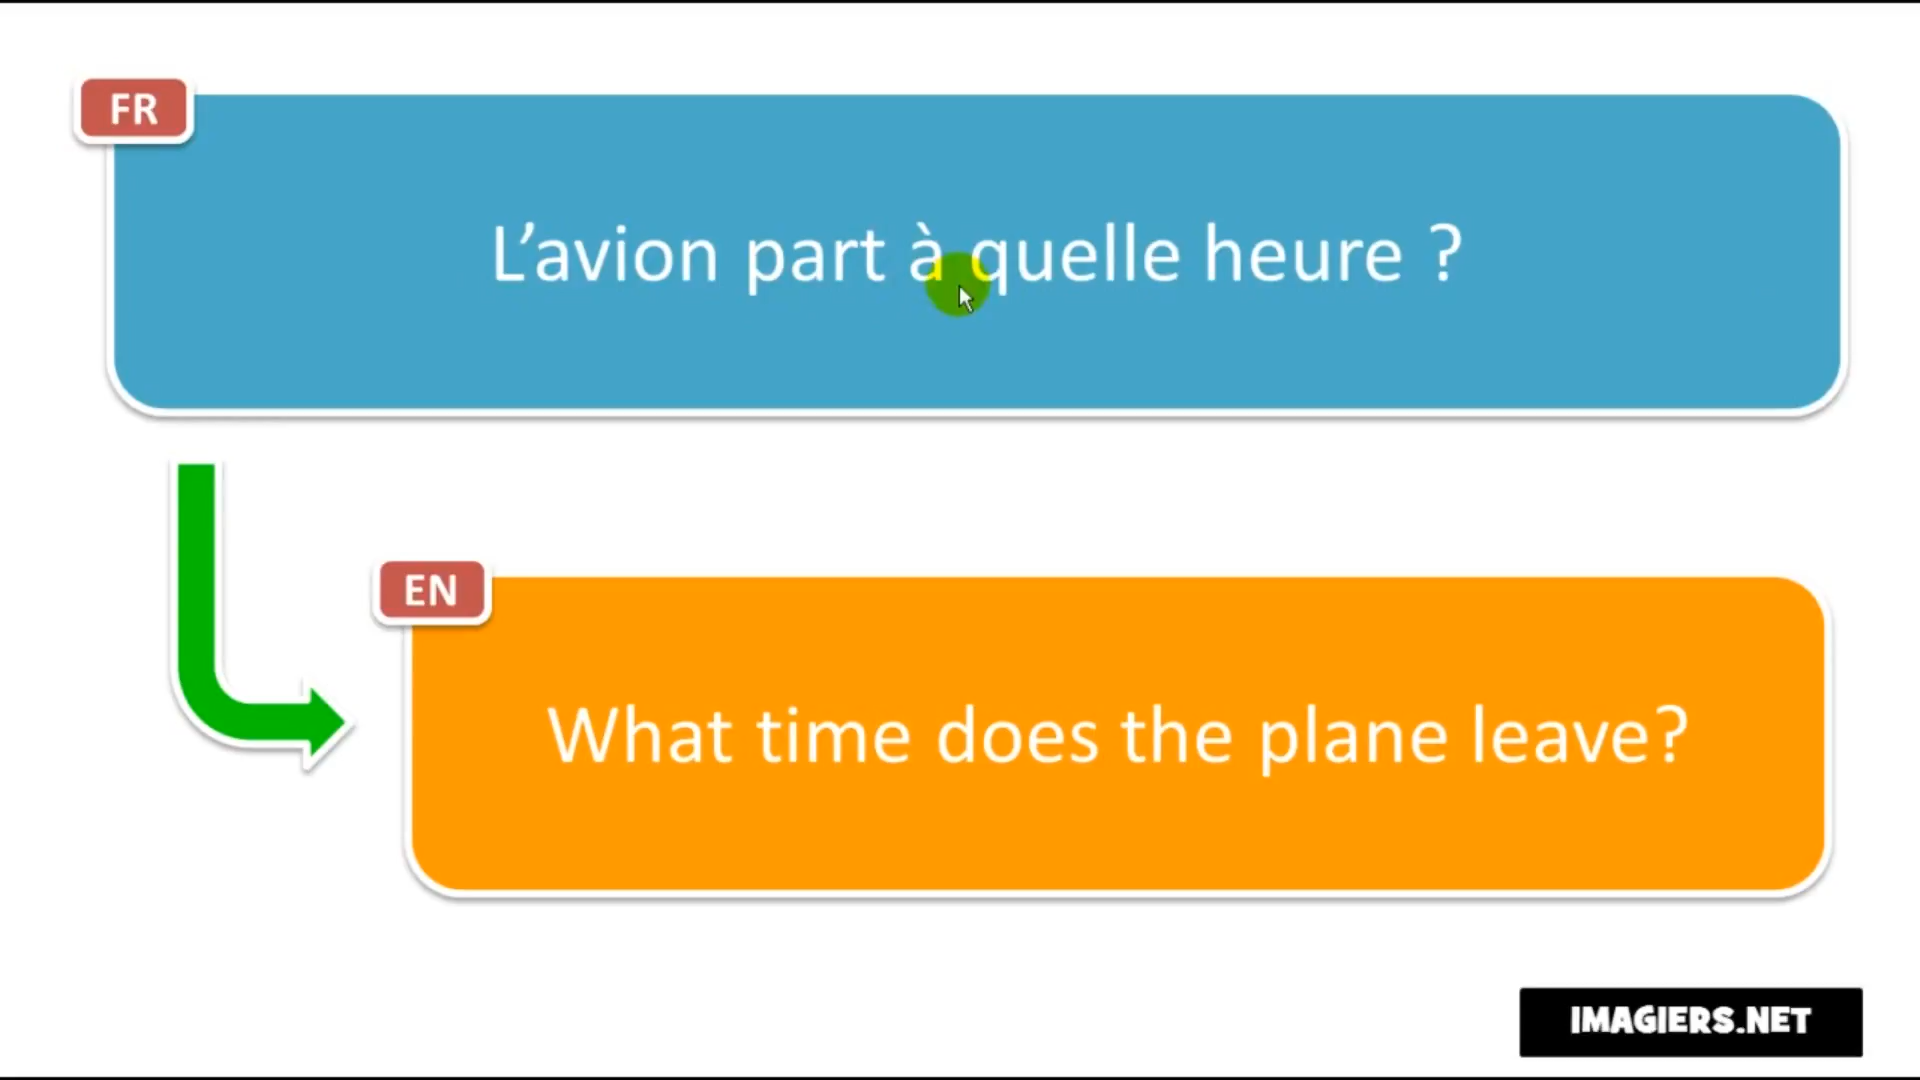 FR
L’avion part à quelle heure ?
EN
What time does the plane leave?
IMAGIERS.NET